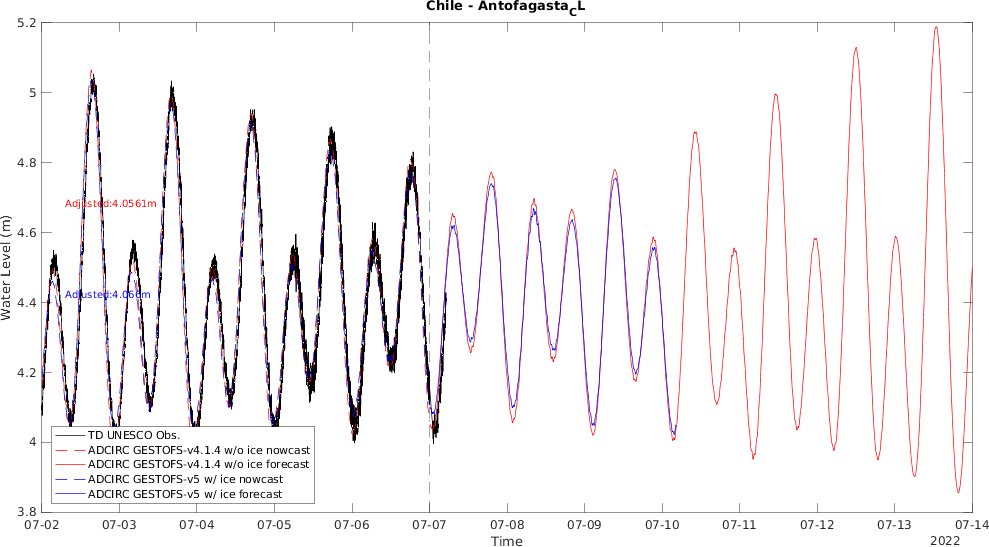 Chile - Antofagasta_CL
5.2
5
4.8
4.6
4.4
4.2
4
3.8
Water Level (m)
Adjusted:4.0561m
Adjusted:4.066m
TD UNESCO Obs.
ADCIRC GESTOFS-v4.1.4 w/o ice nowcast
ADCIRC GESTOFS-v4.1.4 w/o ice forecast
ADCIRC GESTOFS-v5 w/ ice nowcast
ADCIRC GESTOFS-v5 w/ ice forecast
07-02 07-03 07-04 07-05 07-06 07-07 07-08 07-09 07-10 07-11 07-12 07-13 07-14
Time
2022